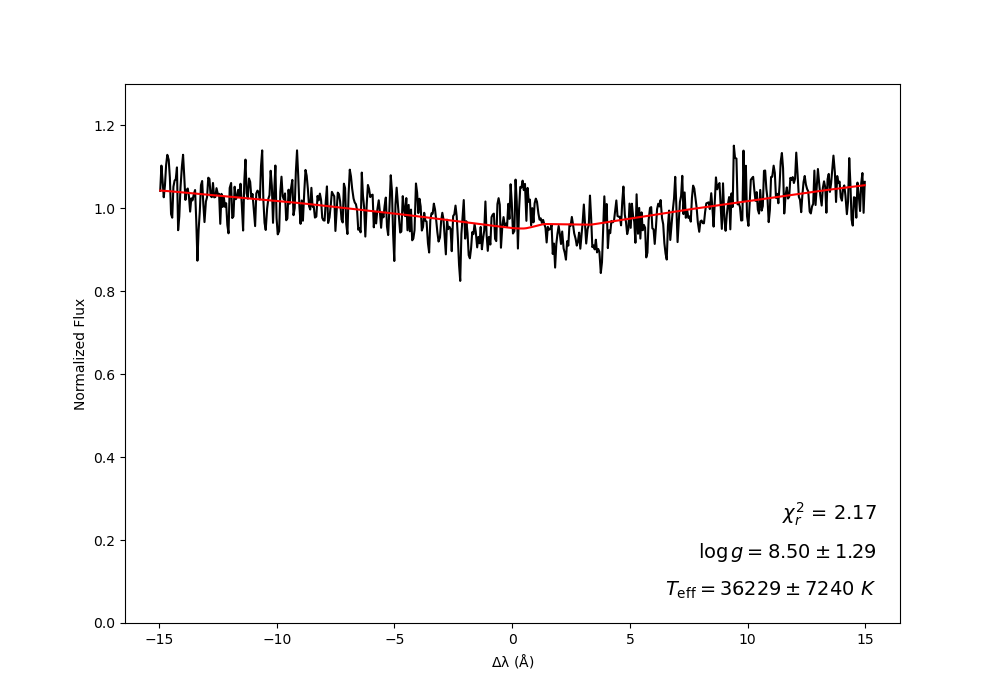 1.2
1.0
0.8
0.6
0.4
0.2
0.0
Normalized Flux
χ²ᵣ = 2.17
log g = 8.50 ± 1.29
T_eff = 36229 ± 7240 K
−15 −10 −5 0 5 10 15
Δλ (Å)